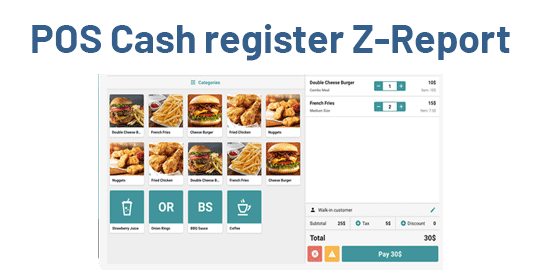 POS Cash register Z-Report
Categories
Double Cheese B...
French Fries
Cheese Burger
Fried Chicken
Nuggets
Nuggets
Fried Chicken
Double Cheese B...
French Fries
Cheese Burger
OR
BS
Strawberry Juice
Onion Rings
BBQ Sauce
Coffee
Double Cheese Burger
10$
Combo Meal
− 1 +
Item: 10$
French Fries
15$
Medium Size
− 2 +
Item: 7.5$
Walk-in customer
Subtotal 25$ Tax 5$ Discount 0
Total 30$
Pay 30$